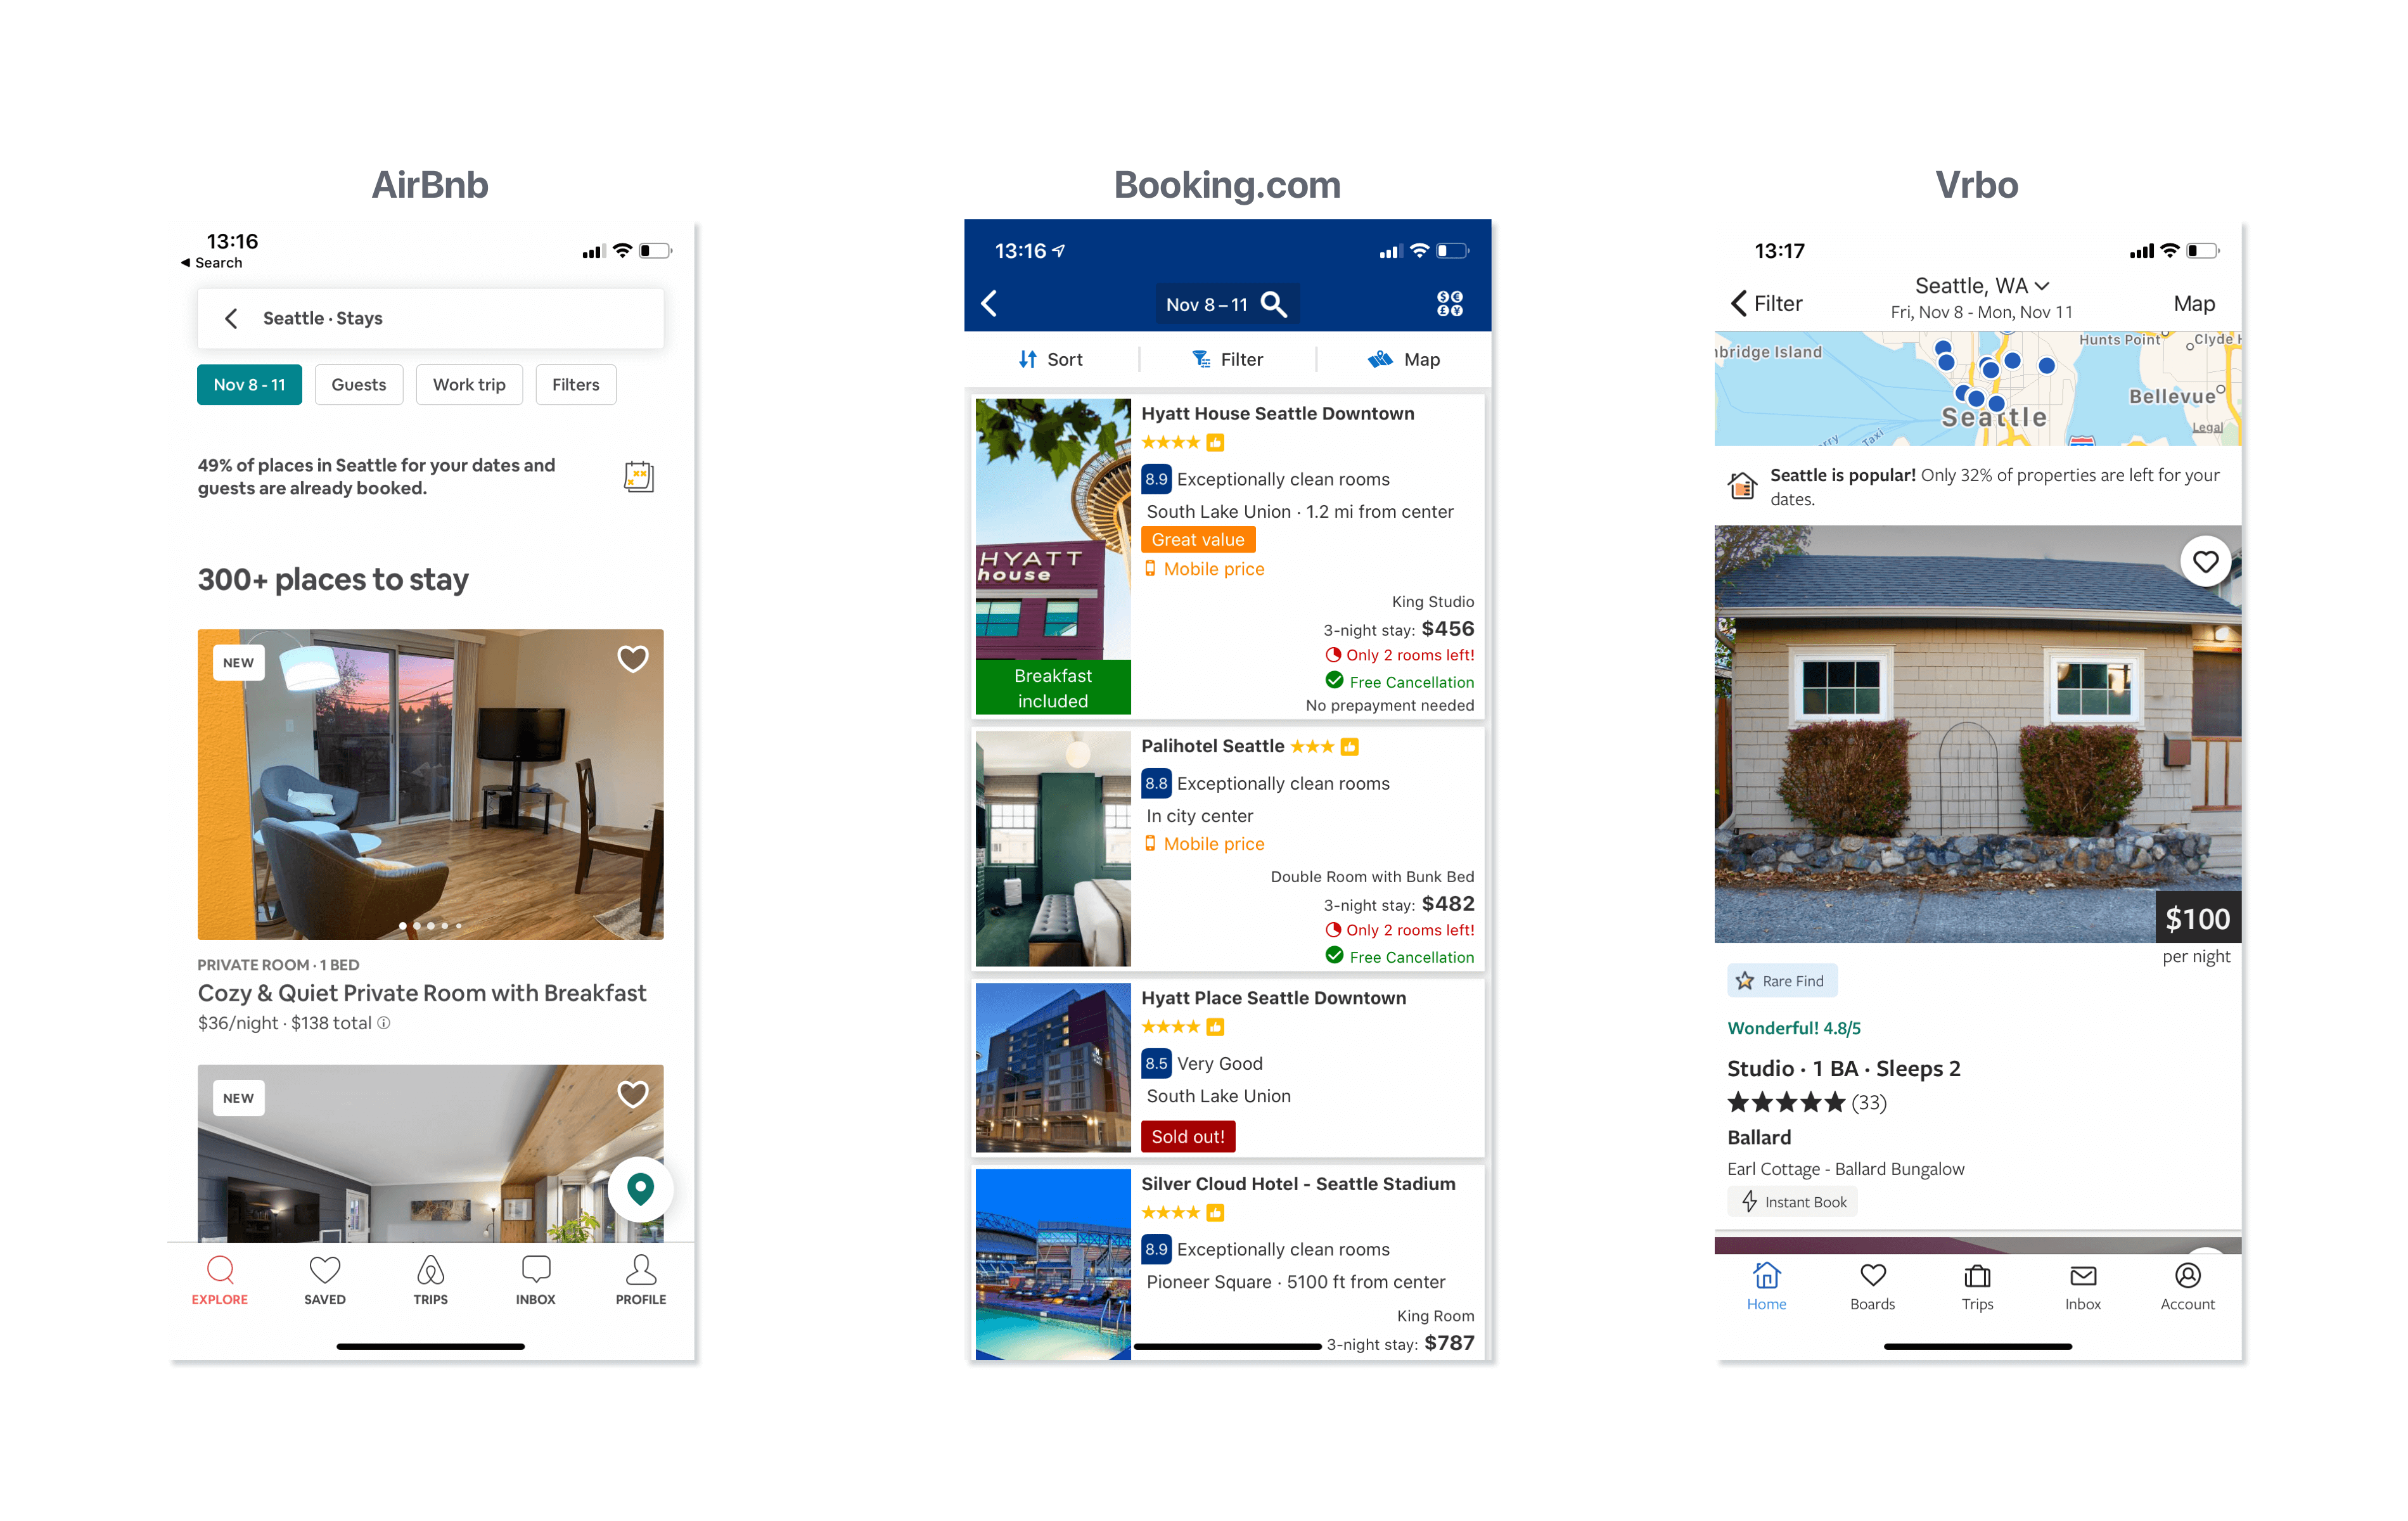 AirBnb
13:16
Search
Seattle · Stays
Nov 8 - 11
Guests
Work trip
Filters
49% of places in Seattle for your dates and
guests are already booked.
300+ places to stay
NEW
PRIVATE ROOM · 1 BED
Cozy & Quiet Private Room with Breakfast
$36/night · $138 total
NEW
EXPLORE
SAVED
TRIPS
INBOX
PROFILE
Booking.com
13:16
Nov 8 – 11
Sort
Filter
Map
HYATT
house
Breakfast
included
Hyatt House Seattle Downtown
8.9 Exceptionally clean rooms
South Lake Union · 1.2 mi from center
Great value
Mobile price
King Studio
3-night stay: $456
Only 2 rooms left!
Free Cancellation
No prepayment needed
Palihotel Seattle
8.8 Exceptionally clean rooms
In city center
Mobile price
Double Room with Bunk Bed
3-night stay: $482
Only 2 rooms left!
Free Cancellation
Hyatt Place Seattle Downtown
8.5 Very Good
South Lake Union
Sold out!
Silver Cloud Hotel - Seattle Stadium
8.9 Exceptionally clean rooms
Pioneer Square · 5100 ft from center
King Room
3-night stay: $787
Vrbo
13:17
Filter
Seattle, WA
Fri, Nov 8 - Mon, Nov 11
Map
nbridge Island
Hunts Point
Clyde H
Bellevue
Seattle
Legal
rry
Taxi
Seattle is popular! Only 32% of properties are left for your
dates.
$100
per night
Rare Find
Wonderful! 4.8/5
Studio · 1 BA · Sleeps 2
(33)
Ballard
Earl Cottage - Ballard Bungalow
Instant Book
Home
Boards
Trips
Inbox
Account